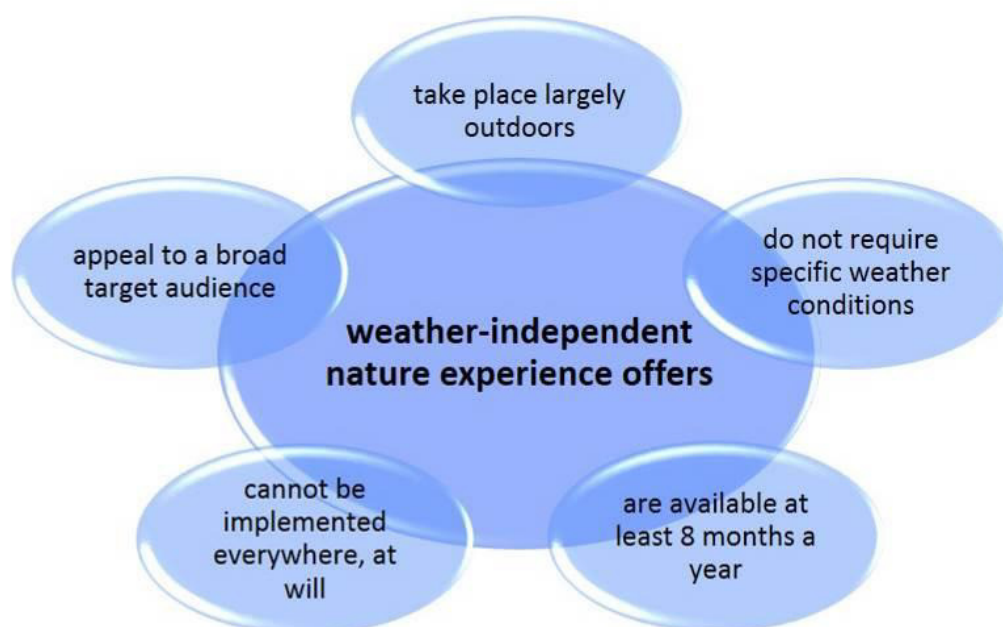 take place largely
outdoors
appeal to a broad
target audience
do not require
specific weather
conditions
weather-independent
nature experience offers
cannot be
implemented
everywhere, at
will
are available at
least 8 months a
year